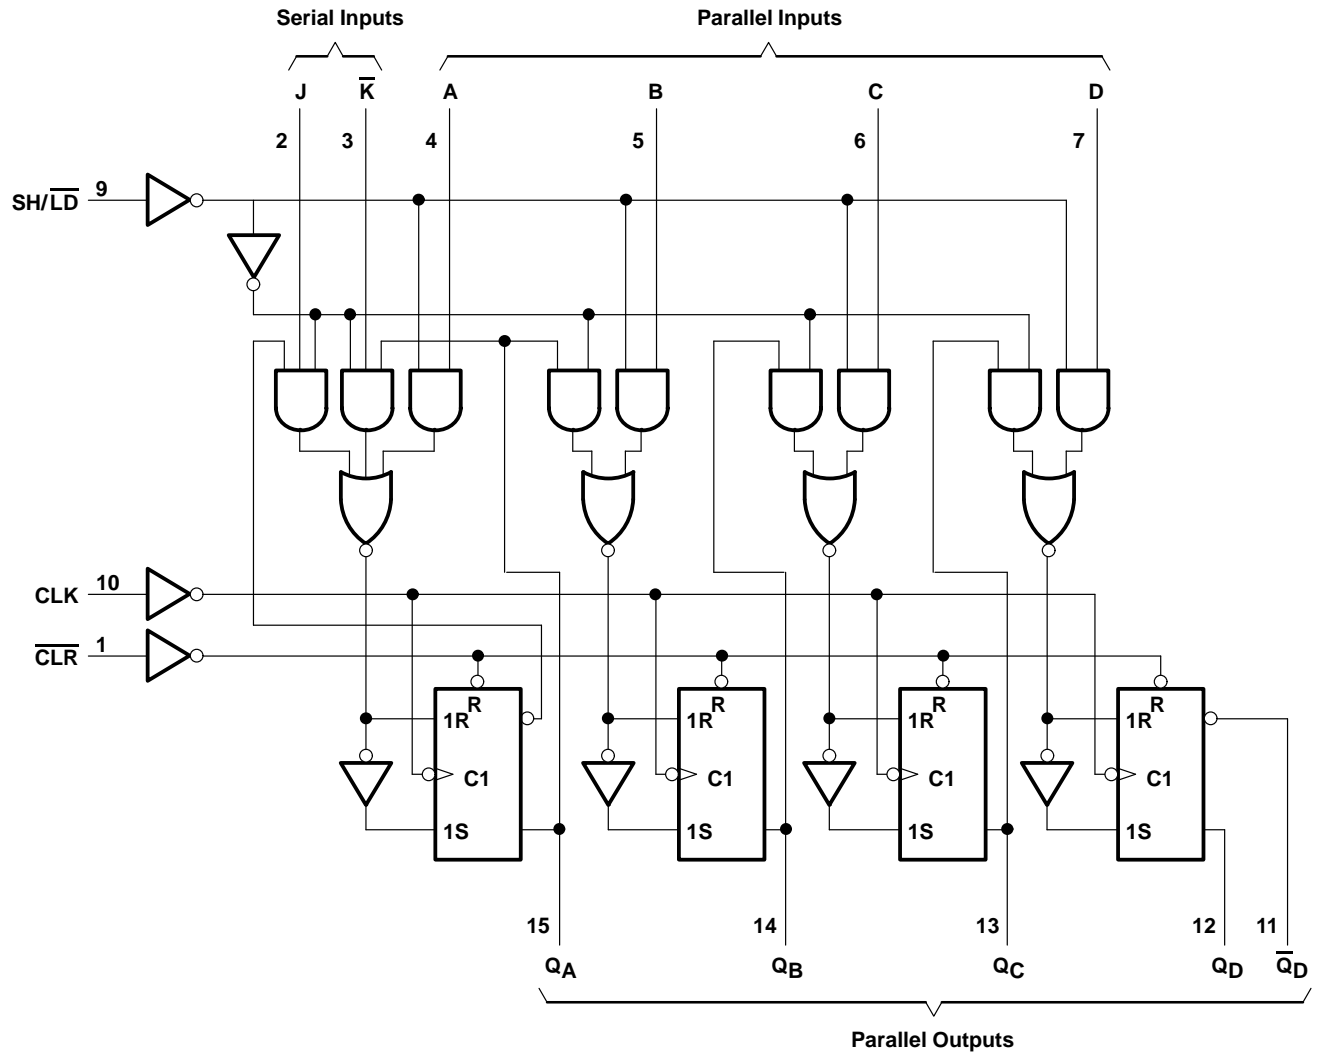 Serial Inputs Parallel Inputs
J K̅ A B C D
2 3 4 5 6 7
SH/L̅D̅ 9
CLK 10
C̅L̅R̅ 1
R R R R
1R 1R 1R 1R
C1 C1 C1 C1
1S 1S 1S 1S
15 14 13 12 11
QA QB QC QD Q̅D
Parallel Outputs